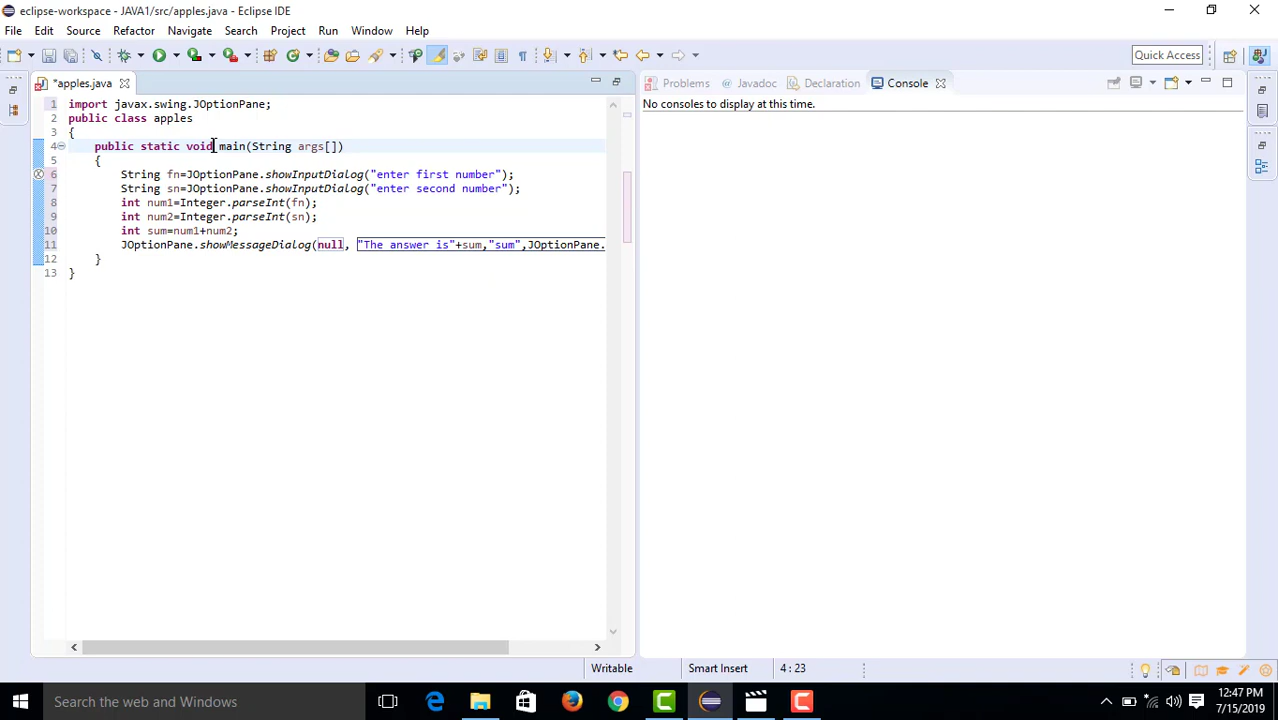 eclipse-workspace - JAVA1/src/apples.java - Eclipse IDE
File Edit Source Refactor Navigate Search Project Run Window Help
Quick Access
*apples.java
Problems Javadoc Declaration Console
No consoles to display at this time.
1 import javax.swing.JOptionPane;
2 public class apples
3 {
4 public static void main(String args[])
5 {
6 String fn=JOptionPane.showInputDialog("enter first number");
7 String sn=JOptionPane.showInputDialog("enter second number");
8 int num1=Integer.parseInt(fn);
9 int num2=Integer.parseInt(sn);
10 int sum=num1+num2;
11 JOptionPane.showMessageDialog(null, "The answer is"+sum,"sum",JOptionPane.
12 }
13 }
Writable Smart Insert 4 : 23
Search the web and Windows
12:47 PM
7/15/2019